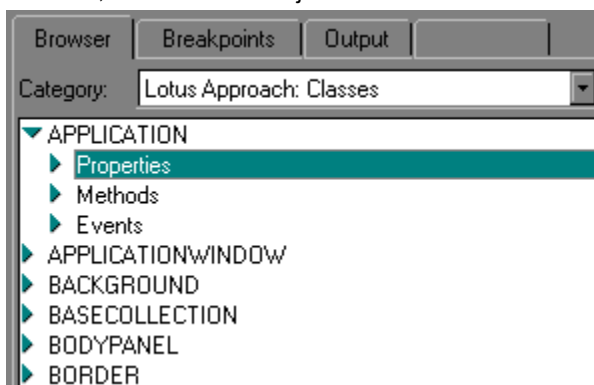 Browser Breakpoints Output
Category: Lotus Approach: Classes
APPLICATION
Properties
Methods
Events
APPLICATIONWINDOW
BACKGROUND
BASECOLLECTION
BODYPANEL
BORDER